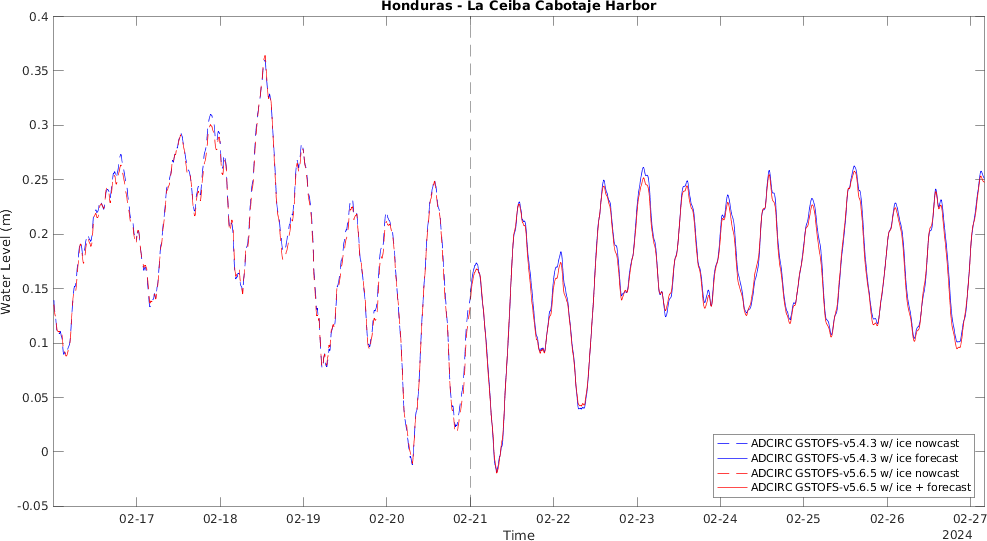 Honduras - La Ceiba Cabotaje Harbor
0.4
0.35
0.3
0.25
0.2
0.15
0.1
0.05
0
-0.05
Water Level (m)
02-17 02-18 02-19 02-20 02-21 02-22 02-23 02-24 02-25 02-26 02-27
Time
2024
ADCIRC GSTOFS-v5.4.3 w/ ice nowcast
ADCIRC GSTOFS-v5.4.3 w/ ice forecast
ADCIRC GSTOFS-v5.6.5 w/ ice nowcast
ADCIRC GSTOFS-v5.6.5 w/ ice + forecast